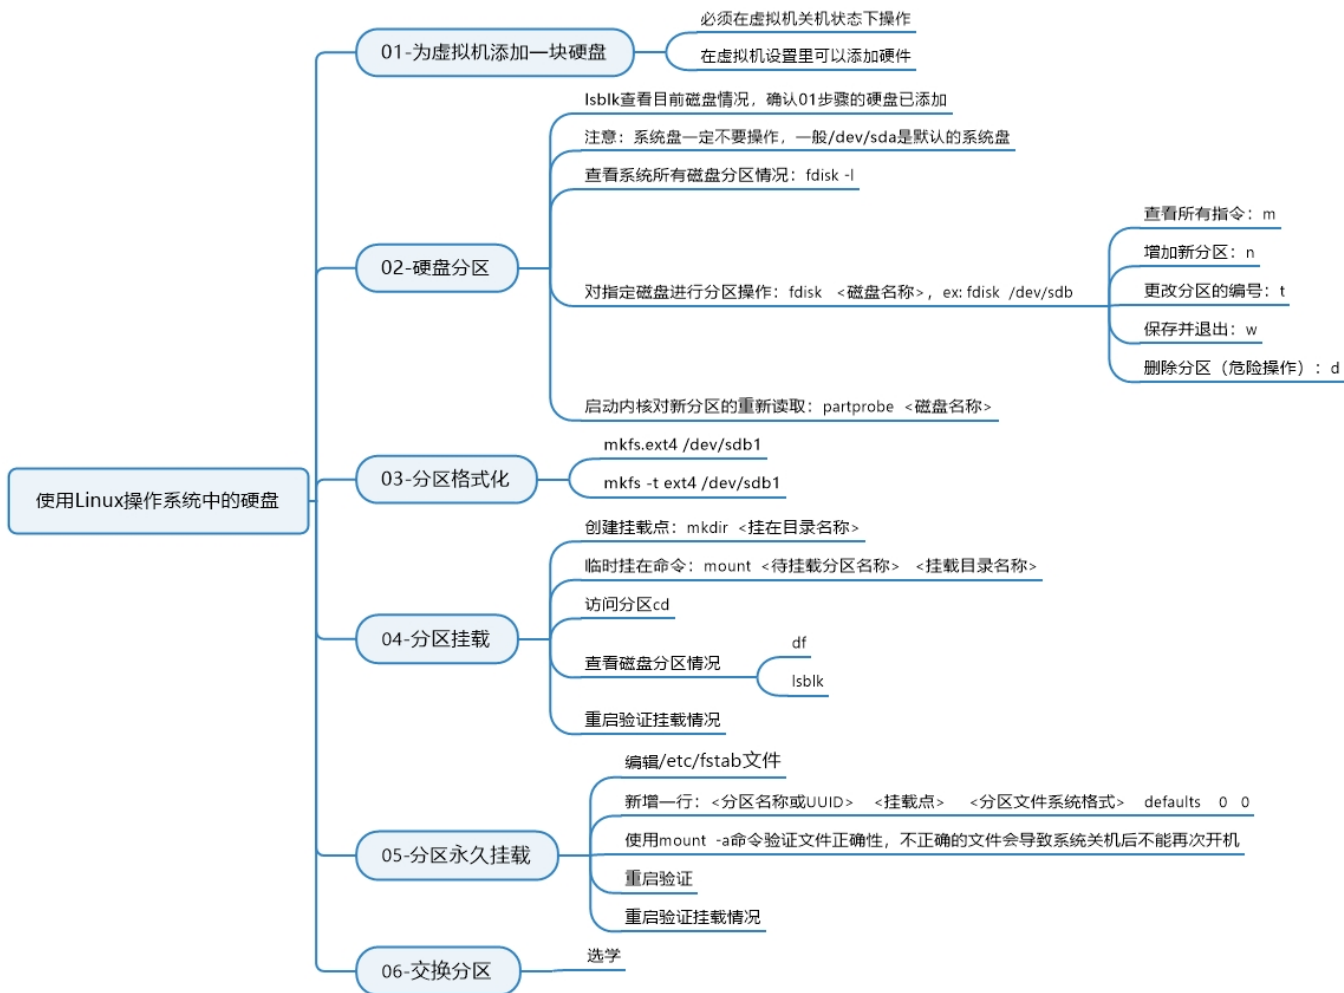 使用Linux操作系统中的硬盘
01-为虚拟机添加一块硬盘
必须在虚拟机关机状态下操作
在虚拟机设置里可以添加硬件
02-硬盘分区
lsblk查看目前磁盘情况，确认01步骤的硬盘已添加
注意：系统盘一定不要操作，一般/dev/sda是默认的系统盘
查看系统所有磁盘分区情况：fdisk -l
对指定磁盘进行分区操作：fdisk <磁盘名称>，ex: fdisk /dev/sdb
查看所有指令：m
增加新分区：n
更改分区的编号：t
保存并退出：w
删除分区（危险操作）：d
启动内核对新分区的重新读取：partprobe <磁盘名称>
03-分区格式化
mkfs.ext4 /dev/sdb1
mkfs -t ext4 /dev/sdb1
04-分区挂载
创建挂载点：mkdir <挂在目录名称>
临时挂在命令：mount <待挂载分区名称> <挂载目录名称>
访问分区cd
查看磁盘分区情况
df
lsblk
重启验证挂载情况
05-分区永久挂载
编辑/etc/fstab文件
新增一行：<分区名称或UUID> <挂载点> <分区文件系统格式> defaults 0 0
使用mount -a命令验证文件正确性，不正确的文件会导致系统关机后不能再次开机
重启验证
重启验证挂载情况
06-交换分区
选学